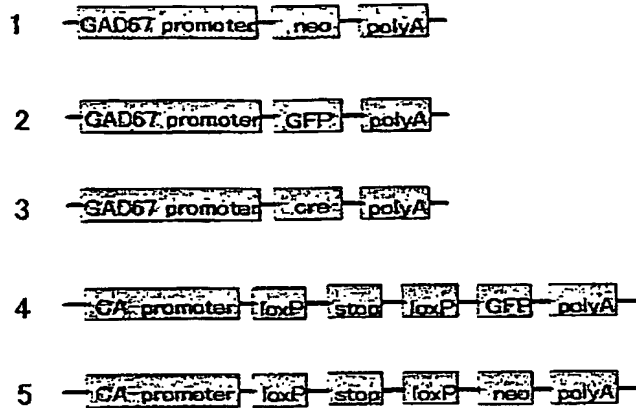 1 GAD67 promoter neo polyA
2 GAD67 promoter GFP polyA
3 GAD67 promoter cre polyA
4 CA-promoter loxP stop loxP GFP polyA
5 CA-promoter loxP stop loxP neo polyA